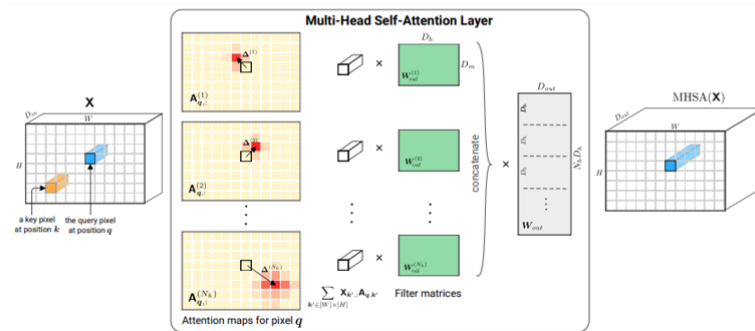 Multi-Head Self-Attention Layer
X
D_in
W
H
a key pixel
at position k
the query pixel
at position q
Δ^(1)
A_q,:^(1)
Δ^(2)
A_q,:^(2)
Δ^(N_h)
A_q,:^(N_h)
Attention maps for pixel q
×
×
×
∑ X_k′,: A_q,k′
k′∈[W]×[H]
D_h
D_in
W_out^(1)
W_out^(2)
W_out^(N_h)
Filter matrices
concatenate
×
D_out
D_h
D_h
D_h
N_h D_h
W_out
MHSA(X)
D_out
W
H